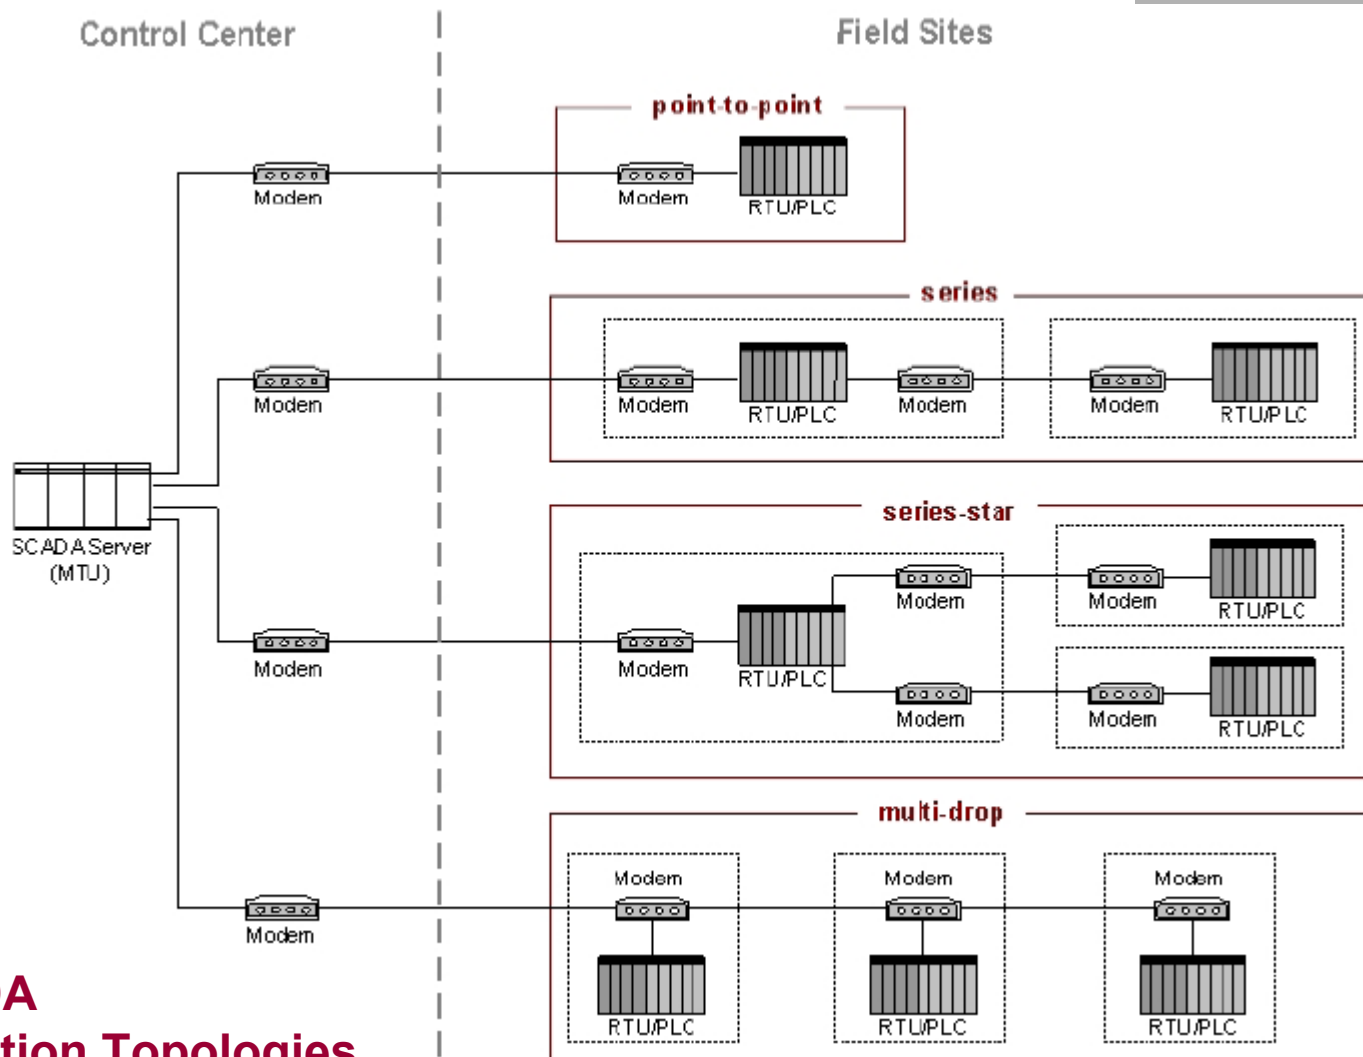 Control Center
Field Sites
point-to-point
Modem
Modem
RTU/PLC
series
Modem
Modem
RTU/PLC
Modem
Modem
RTU/PLC
series-star
SCADA Server
(MTU)
Modem
RTU/PLC
Modem
Modem
Modem
RTU/PLC
Modem
Modem
RTU/PLC
multi-drop
Modem
Modem
Modem
Modem
RTU/PLC
RTU/PLC
RTU/PLC
Topologies